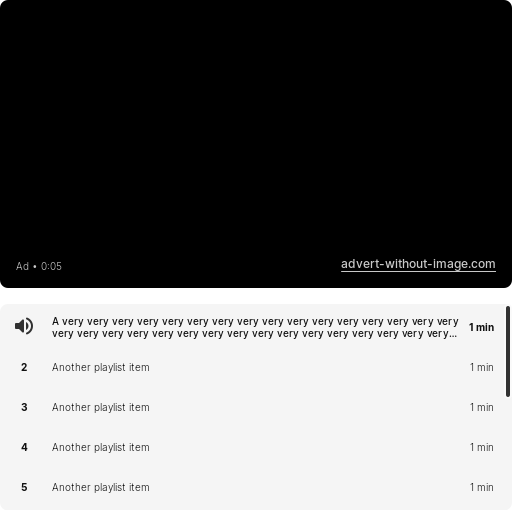 Ad • 0:05
advert-without-image.com
A very very very very very very very very very very very very very very very very
very very very very very very very very very very very very very very very very...
1 min
2 Another playlist item 1 min
3 Another playlist item 1 min
4 Another playlist item 1 min
5 Another playlist item 1 min